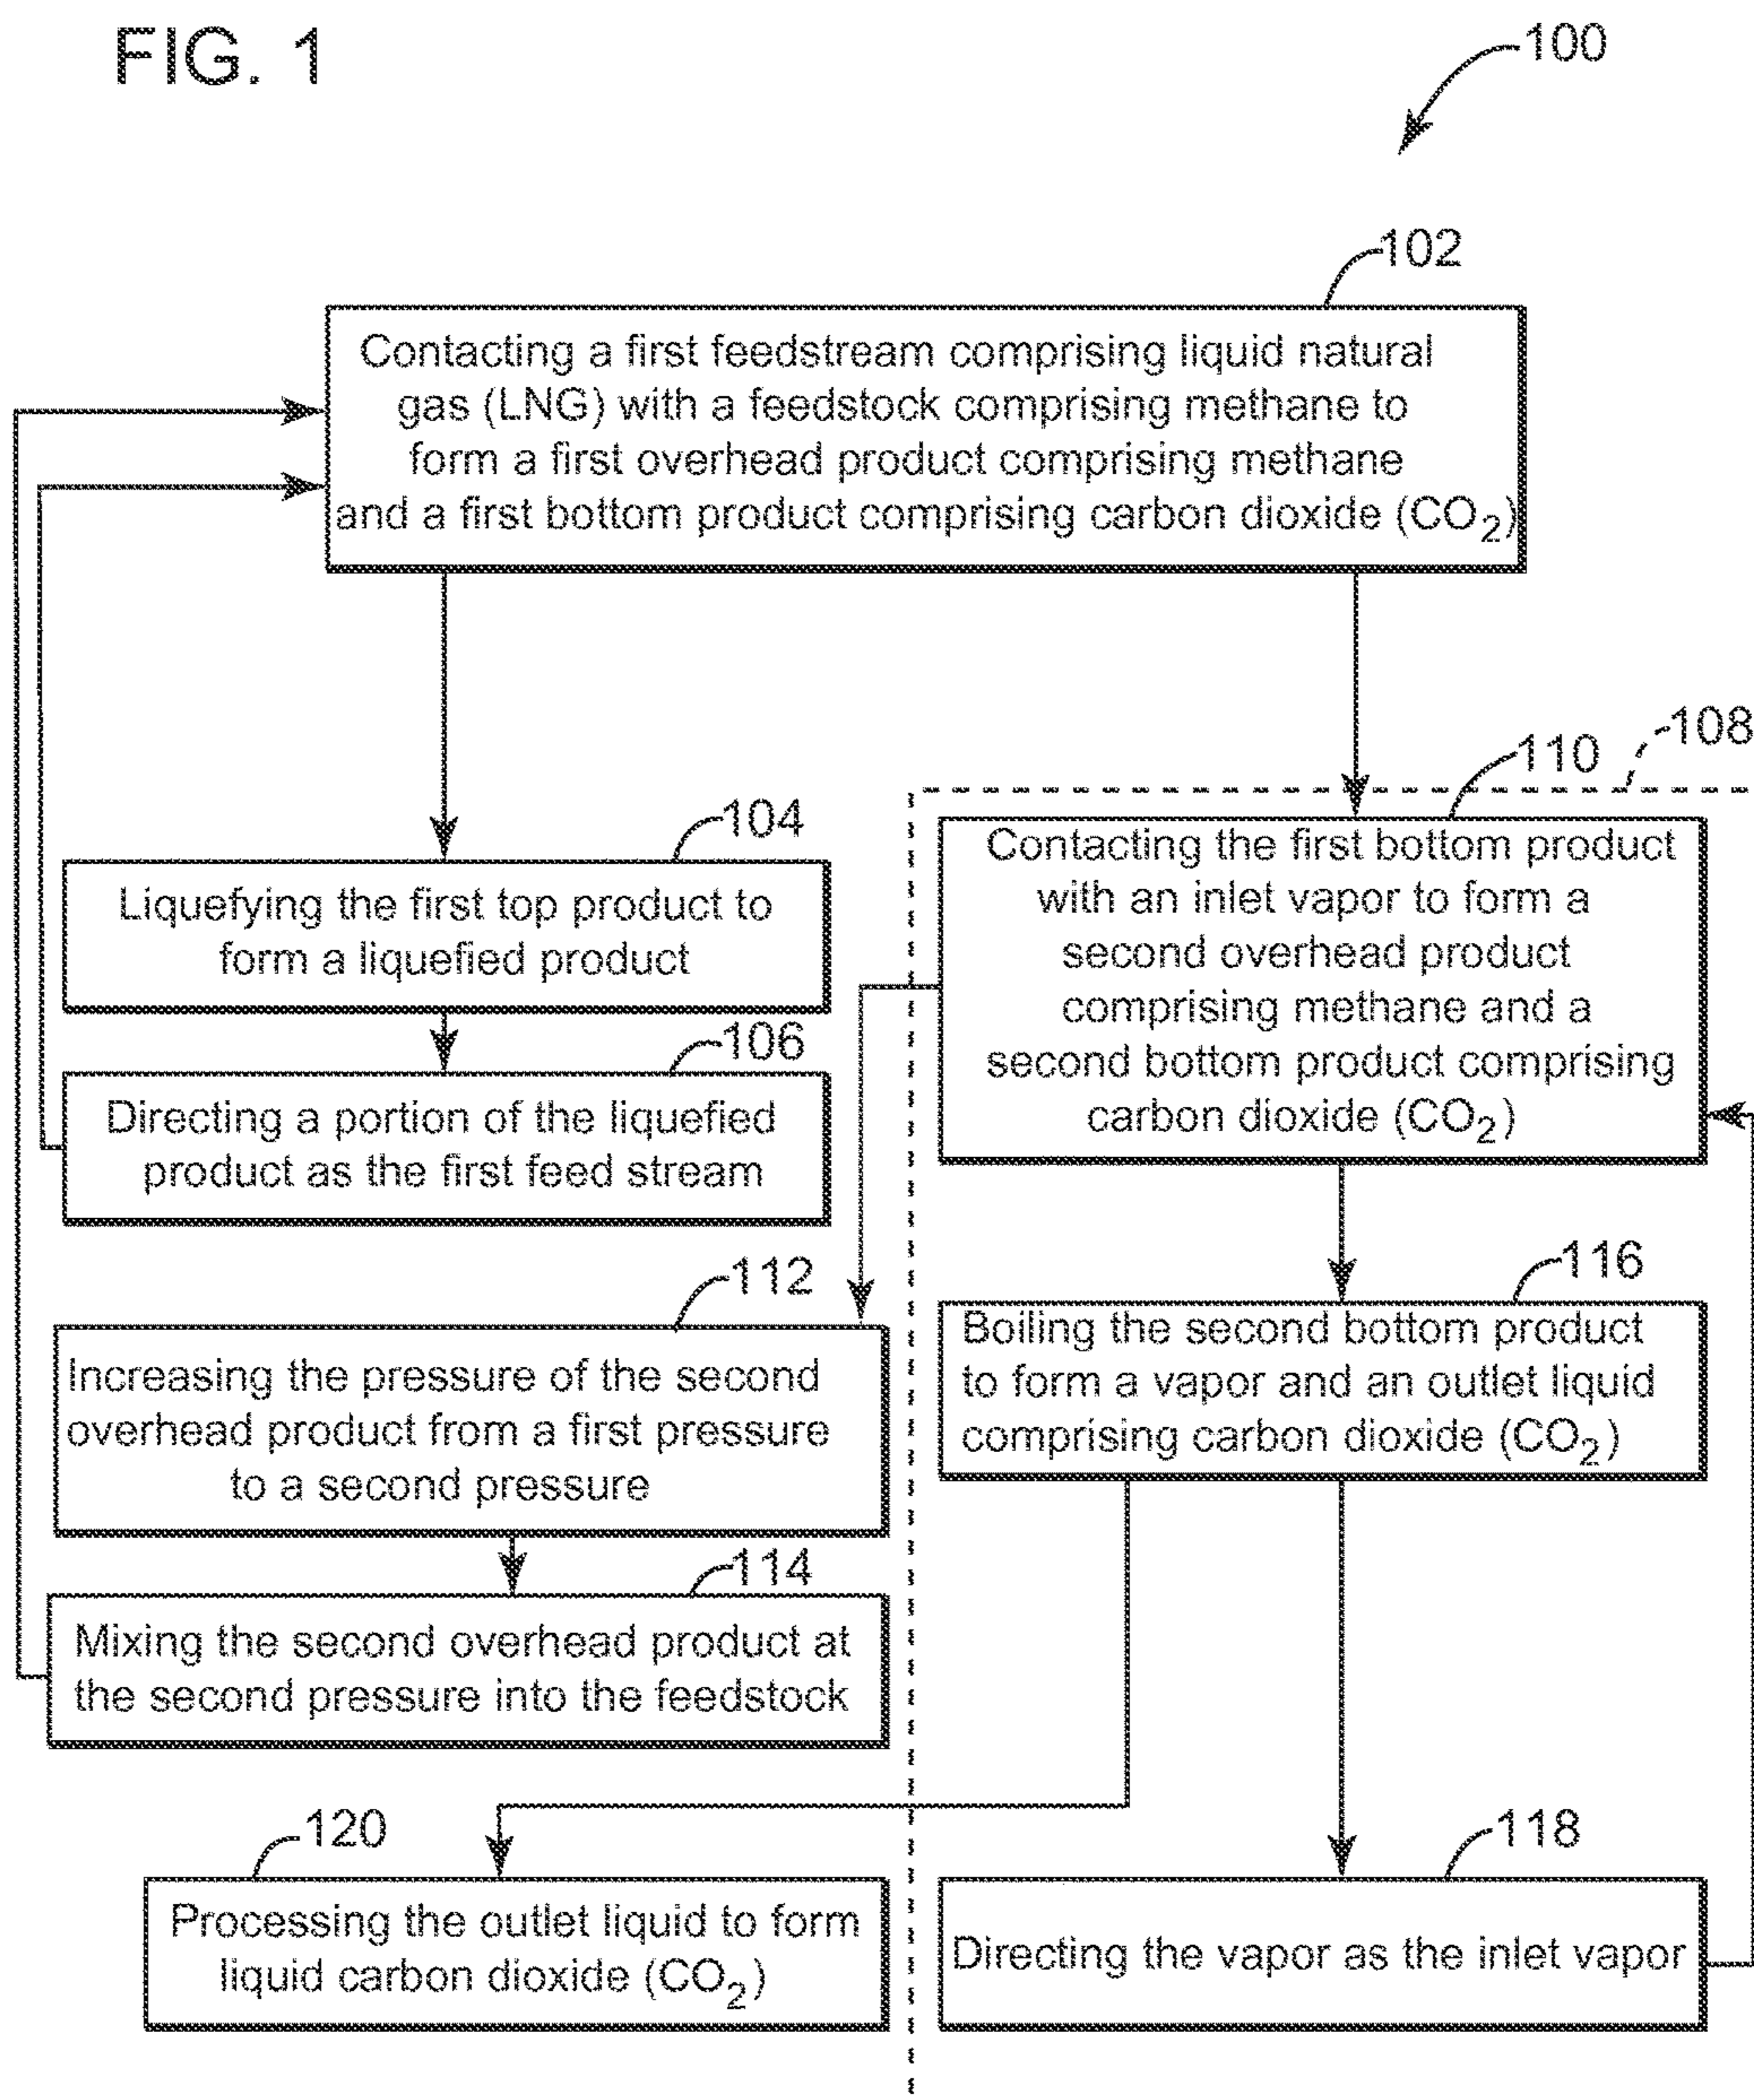 FIG. 1
100
102
Contacting a first feedstream comprising liquid natural
gas (LNG) with a feedstock comprising methane to
form a first overhead product comprising methane
and a first bottom product comprising carbon dioxide (CO₂)
108
110
Contacting the first bottom product
with an inlet vapor to form a
second overhead product
comprising methane and a
second bottom product comprising
carbon dioxide (CO₂)
104
Liquefying the first top product to
form a liquefied product
106
Directing a portion of the liquefied
product as the first feed stream
112
Increasing the pressure of the second
overhead product from a first pressure
to a second pressure
116
Boiling the second bottom product
to form a vapor and an outlet liquid
comprising carbon dioxide (CO₂)
114
Mixing the second overhead product at
the second pressure into the feedstock
120
Processing the outlet liquid to form
liquid carbon dioxide (CO₂)
118
Directing the vapor as the inlet vapor